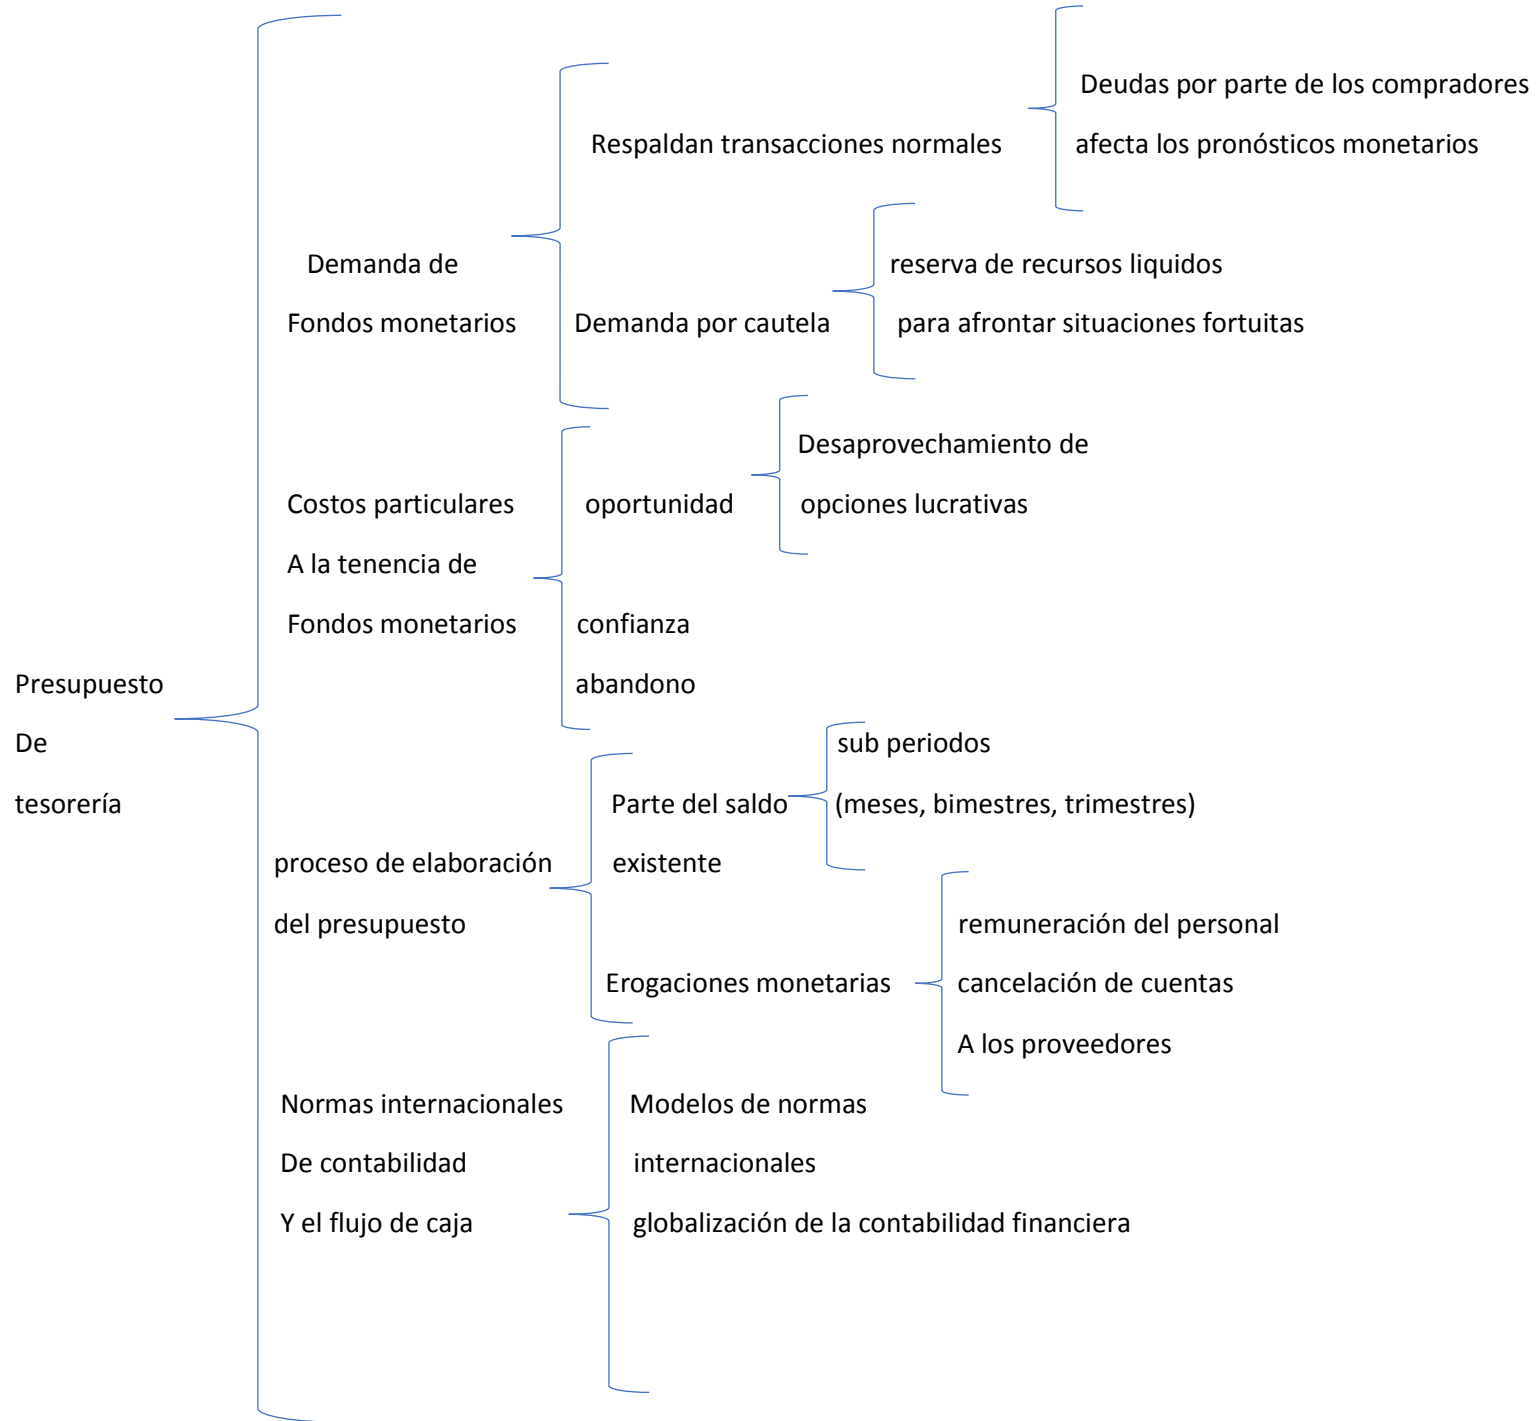 Deudas por parte de los compradores
Respaldan transacciones normales afecta los pronósticos monetarios
Demanda de reserva de recursos liquidos
Fondos monetarios Demanda por cautela para afrontar situaciones fortuitas
Desaprovechamiento de
Costos particulares oportunidad opciones lucrativas
A la tenencia de
Fondos monetarios confianza
Presupuesto abandono
De sub periodos
tesorería Parte del saldo (meses, bimestres, trimestres)
proceso de elaboración existente
del presupuesto remuneración del personal
Erogaciones monetarias cancelación de cuentas
A los proveedores
Normas internacionales Modelos de normas
De contabilidad internacionales
Y el flujo de caja globalización de la contabilidad financiera